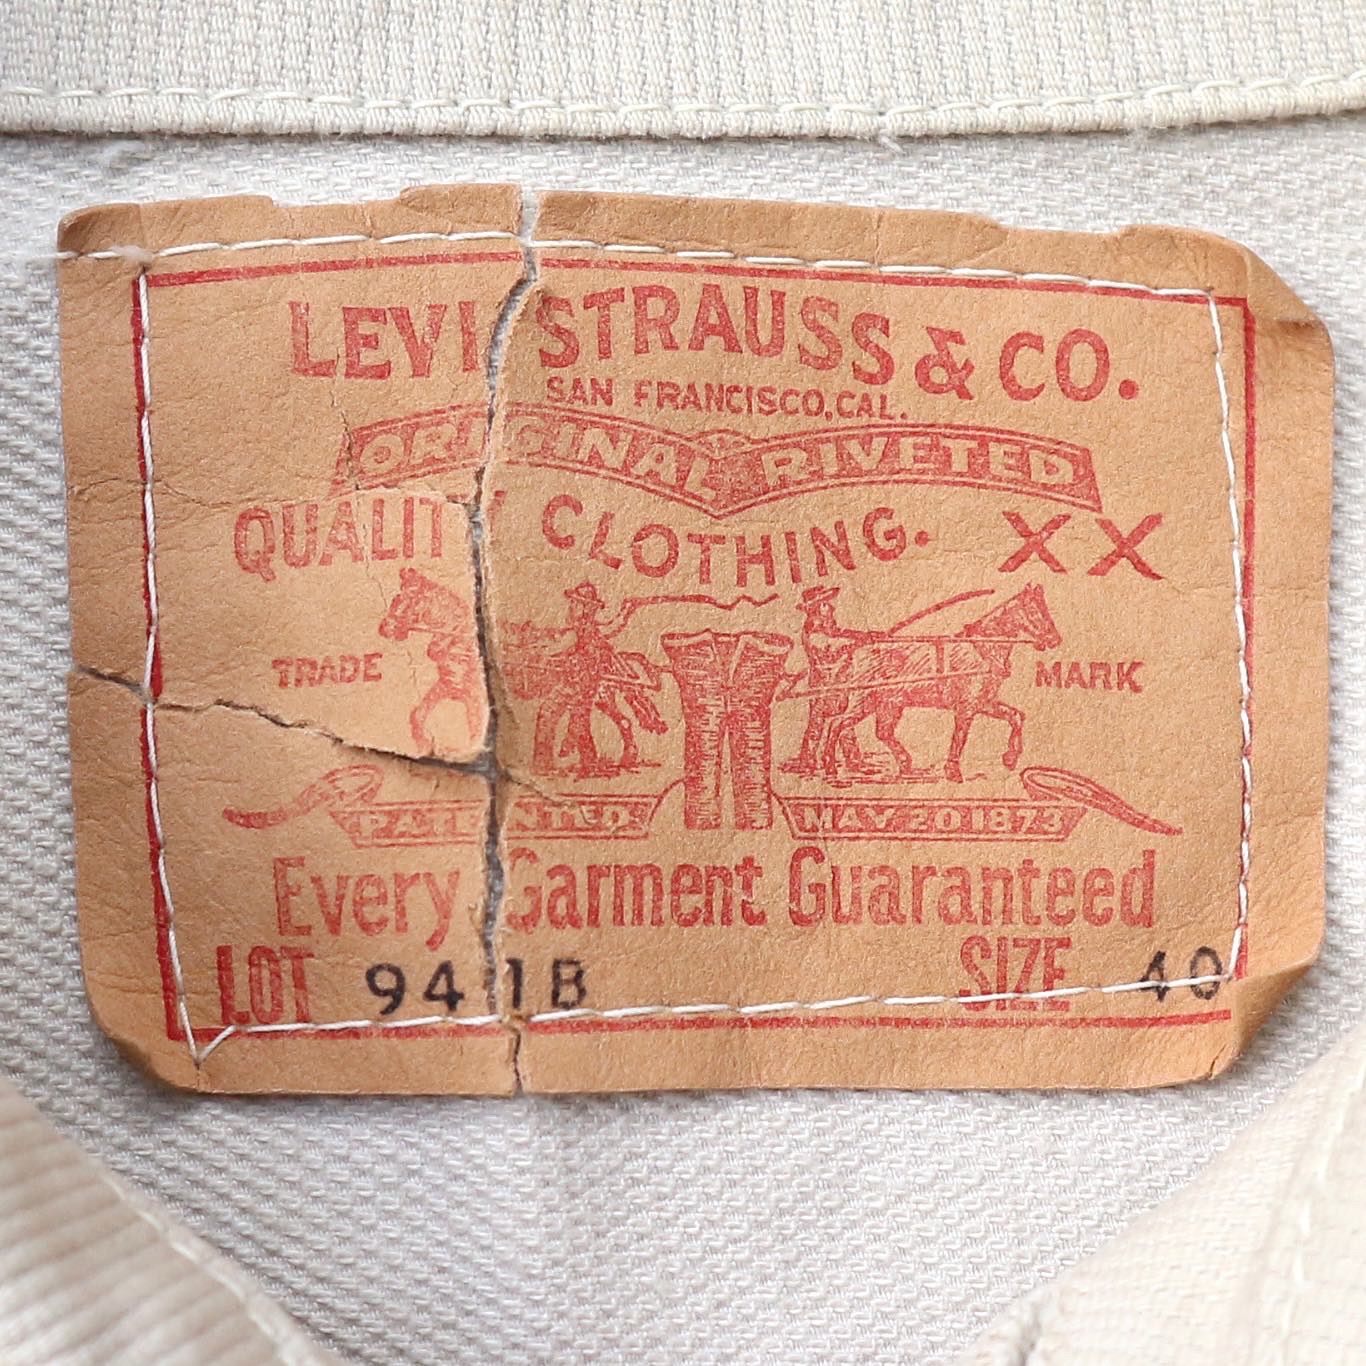 LEVI STRAUSS & CO.
SAN FRANCISCO, CAL.
ORIGINAL RIVETED
QUALITY CLOTHING. XX
TRADE MARK
PATENTED MAY 20 1873
Every Garment Guaranteed
LOT 941B SIZE 40